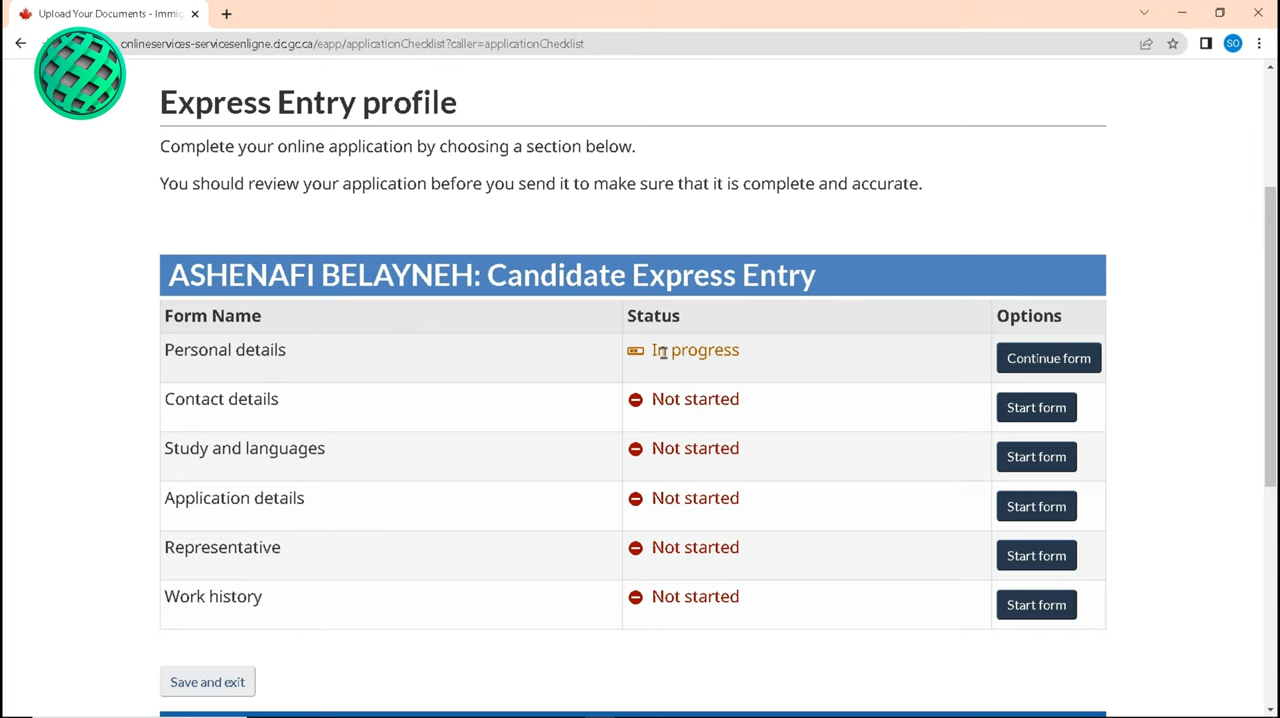 Upload Your Documents - Immig
onlineservices-servicesenligne.cic.gc.ca/eapp/applicationChecklist?caller=applicationChecklist
SO
Express Entry profile
Complete your online application by choosing a section below.
You should review your application before you send it to make sure that it is complete and accurate.
ASHENAFI BELAYNEH: Candidate Express Entry
Form Name Status Options
Personal details In progress Continue form
Contact details Not started Start form
Study and languages Not started Start form
Application details Not started Start form
Representative Not started Start form
Work history Not started Start form
Save and exit